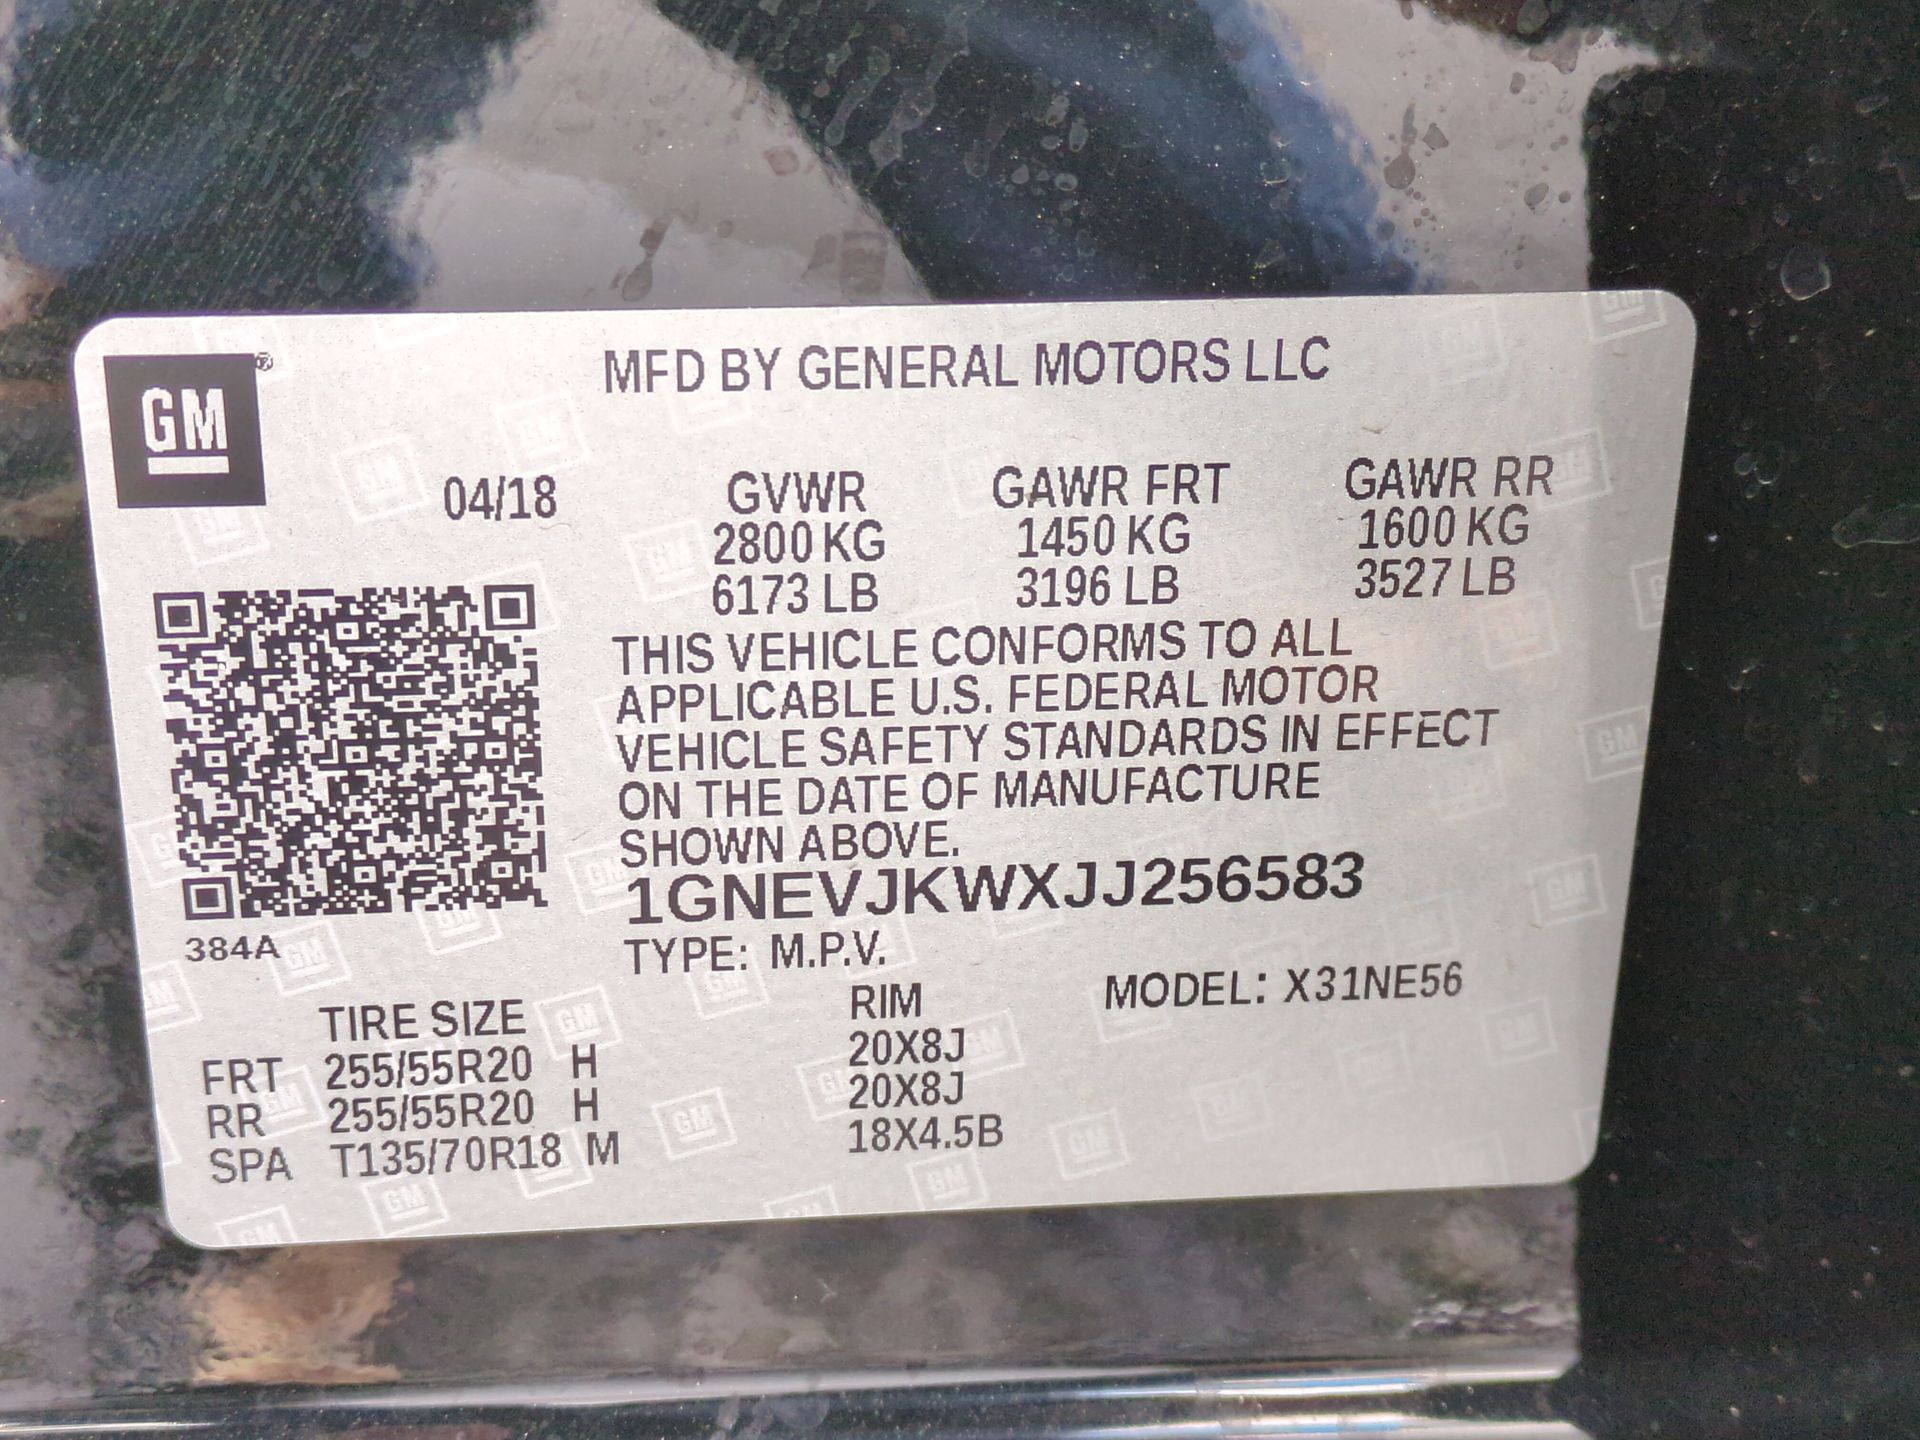 GM®
MFD BY GENERAL MOTORS LLC
04/18 GVWR GAWR FRT GAWR RR
2800 KG 1450 KG 1600 KG
6173 LB 3196 LB 3527 LB
THIS VEHICLE CONFORMS TO ALL
APPLICABLE U.S. FEDERAL MOTOR
VEHICLE SAFETY STANDARDS IN EFFECT
ON THE DATE OF MANUFACTURE
SHOWN ABOVE.
1GNEVJKWXJJ256583
384A
TYPE: M.P.V. MODEL: X31NE56
TIRE SIZE RIM
FRT 255/55R20 H 20X8J
RR 255/55R20 H 20X8J
SPA T135/70R18 M 18X4.5B